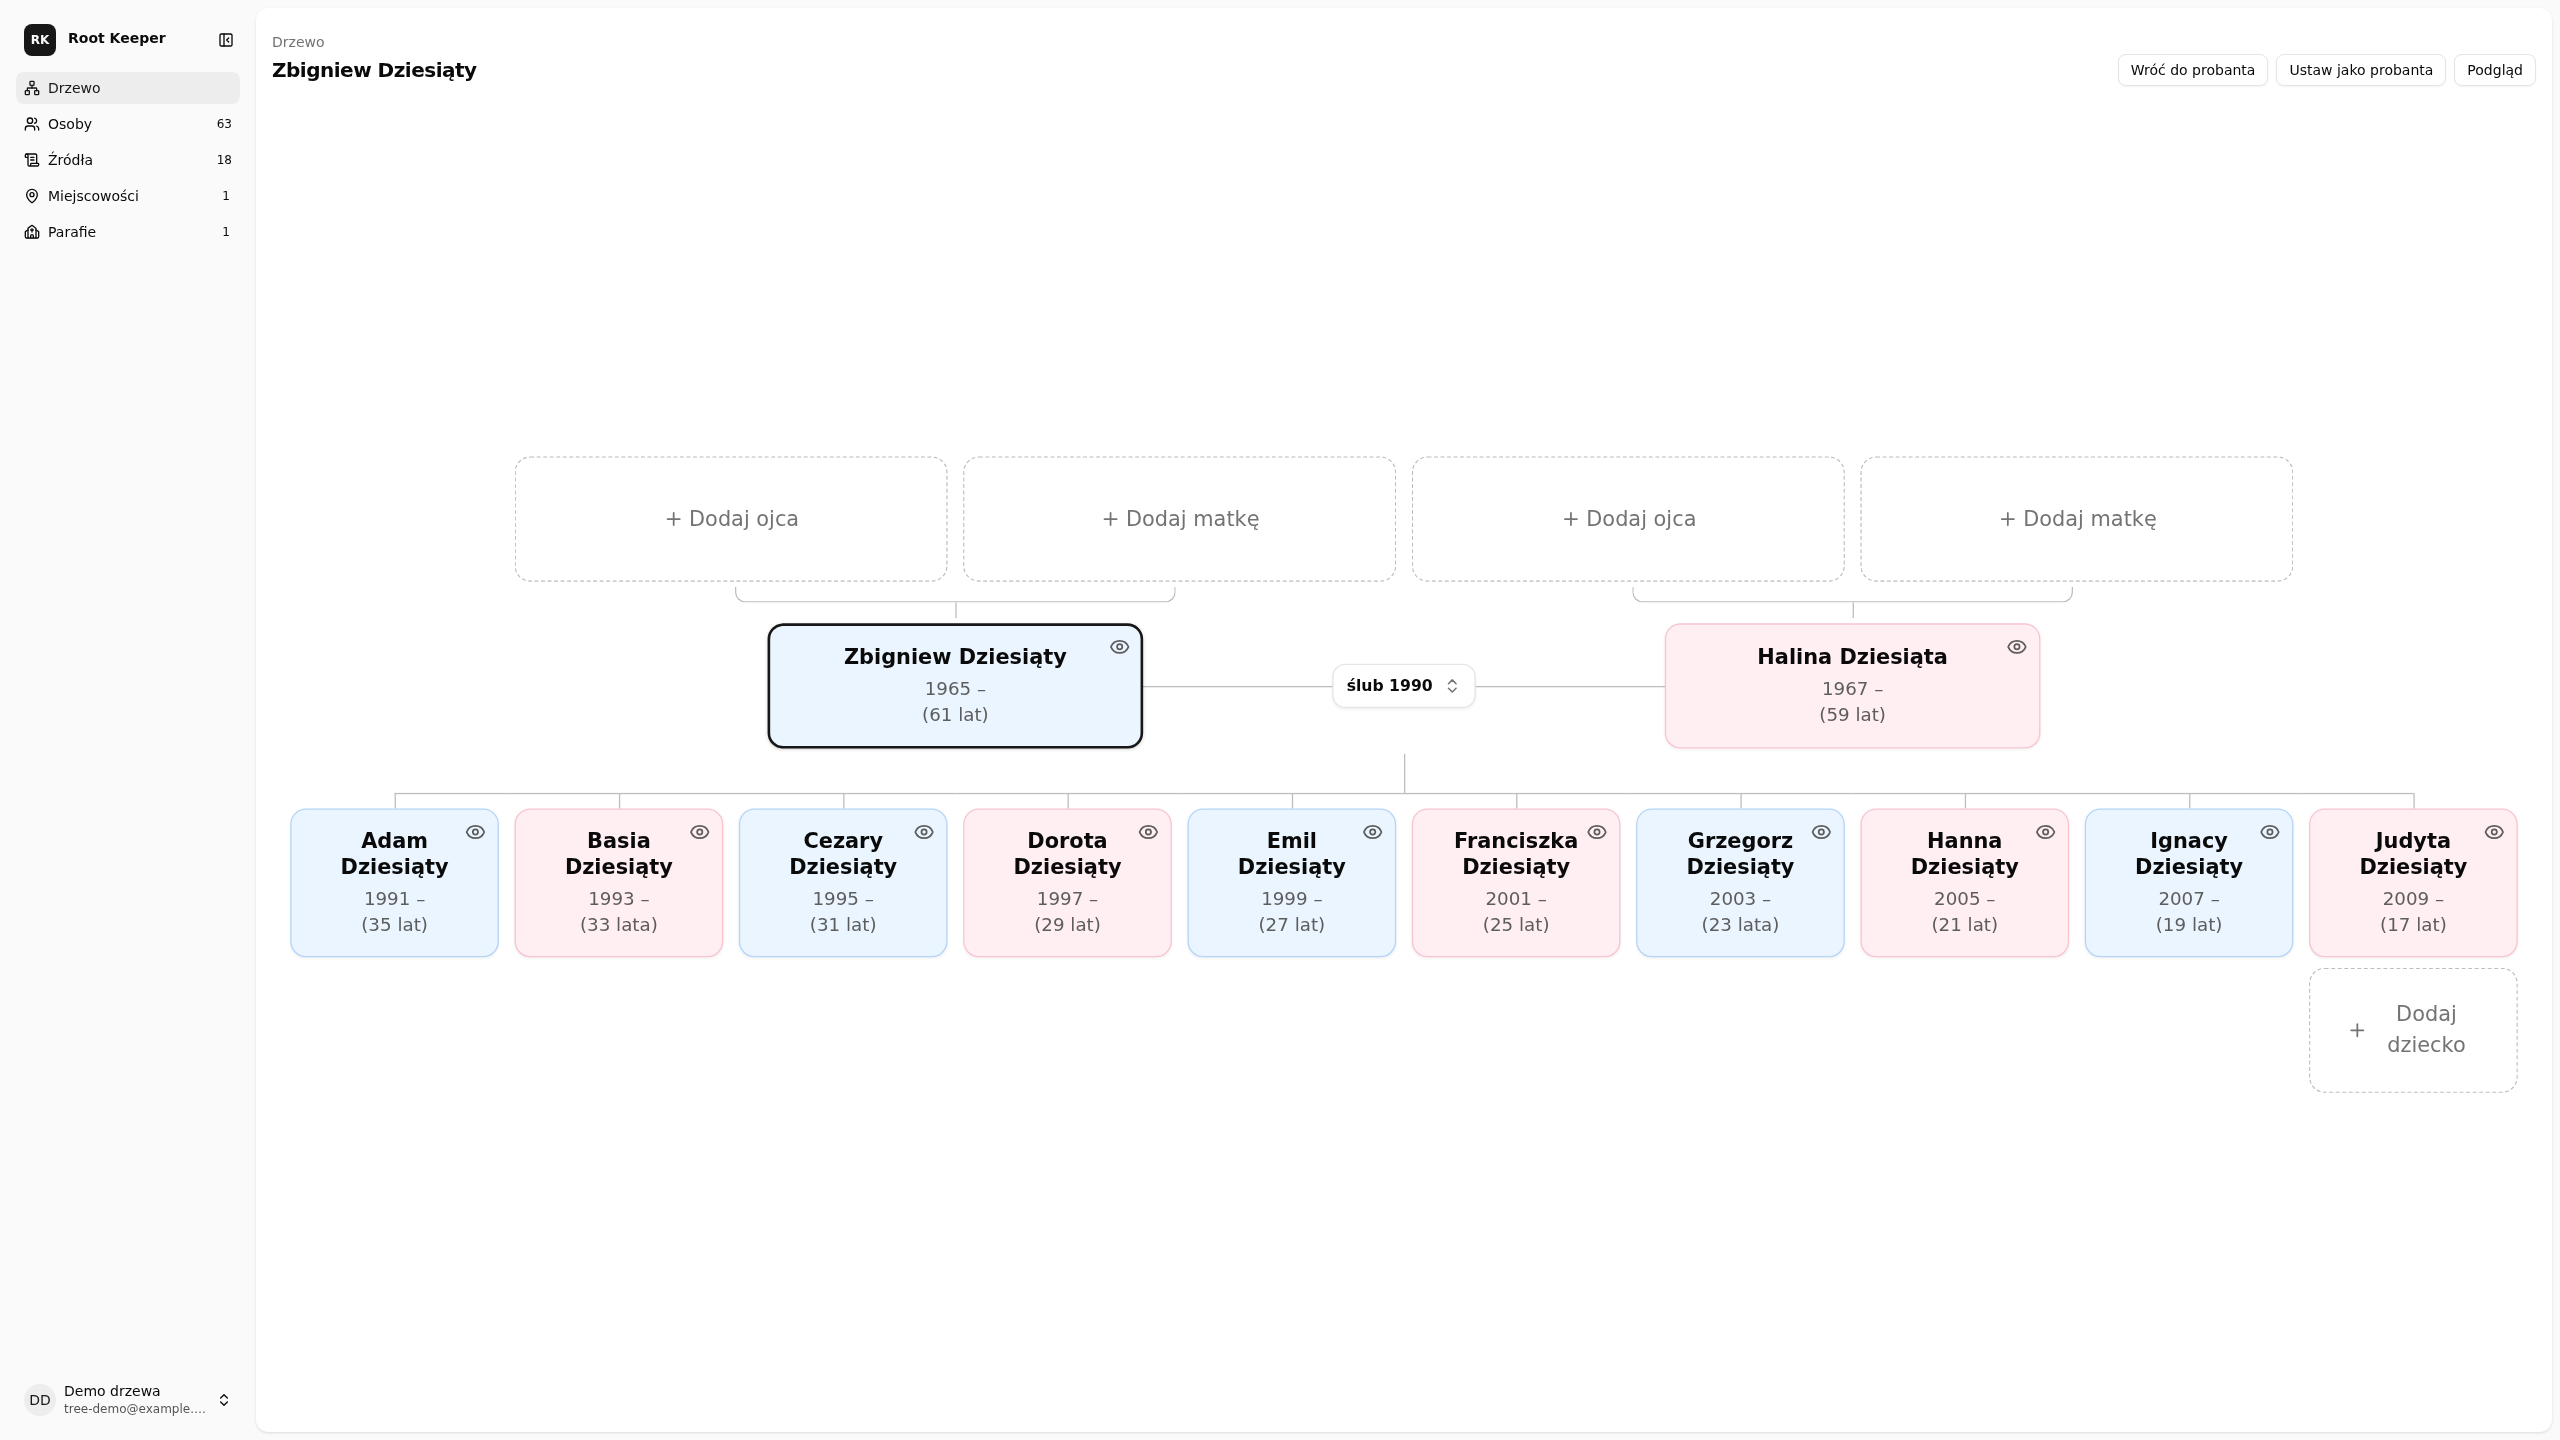 RK
Root Keeper
Drzewo
Osoby 63
Źródła 18
Miejscowości 1
Parafie 1
Drzewo
Zbigniew Dziesiąty
Wróć do probanta
Ustaw jako probanta
Podgląd
+ Dodaj ojca
+ Dodaj matkę
+ Dodaj ojca
+ Dodaj matkę
Zbigniew Dziesiąty
1965 –
(61 lat)
ślub 1990
Halina Dziesiąta
1967 –
(59 lat)
Adam
Dziesiąty
1991 –
(35 lat)
Basia
Dziesiąty
1993 –
(33 lata)
Cezary
Dziesiąty
1995 –
(31 lat)
Dorota
Dziesiąty
1997 –
(29 lat)
Emil
Dziesiąty
1999 –
(27 lat)
Franciszka
Dziesiąty
2001 –
(25 lat)
Grzegorz
Dziesiąty
2003 –
(23 lata)
Hanna
Dziesiąty
2005 –
(21 lat)
Ignacy
Dziesiąty
2007 –
(19 lat)
Judyta
Dziesiąty
2009 –
(17 lat)
+ Dodaj
dziecko
DD
Demo drzewa
tree-demo@example....